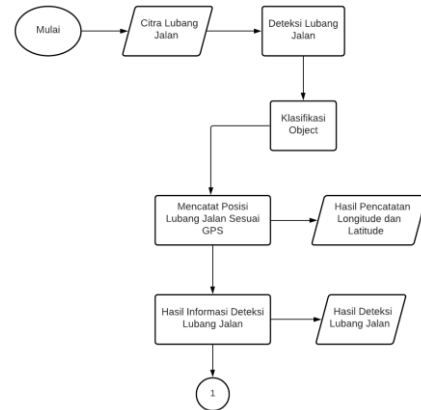 Mulai
Citra Lubang
Jalan
Deteksi Lubang
Jalan
Klasifikasi
Object
Mencatat Posisi
Lubang Jalan Sesuai
GPS
Hasil Pencatatan
Longitude dan
Latitude
Hasil Informasi Deteksi
Lubang Jalan
Hasil Deteksi
Lubang Jalan
1